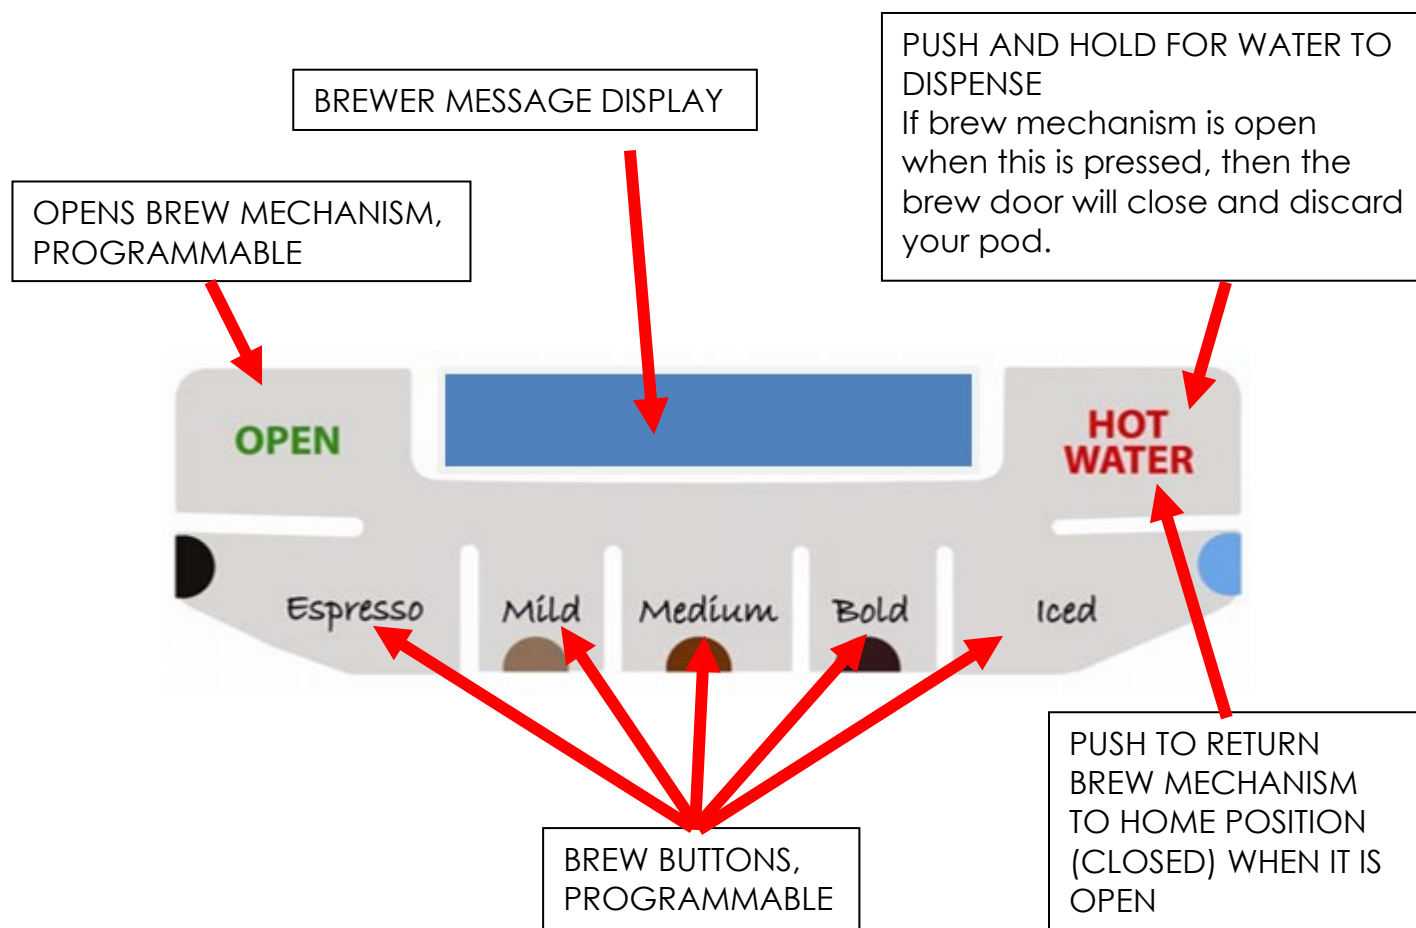 PUSH AND HOLD FOR WATER TO
DISPENSE
If brew mechanism is open
when this is pressed, then the
brew door will close and discard
your pod.
BREWER MESSAGE DISPLAY
OPENS BREW MECHANISM,
PROGRAMMABLE
OPEN
HOT
WATER
Espresso
Mild
Medium
Bold
Iced
BREW BUTTONS,
PROGRAMMABLE
PUSH TO RETURN
BREW MECHANISM
TO HOME POSITION
(CLOSED) WHEN IT IS
OPEN